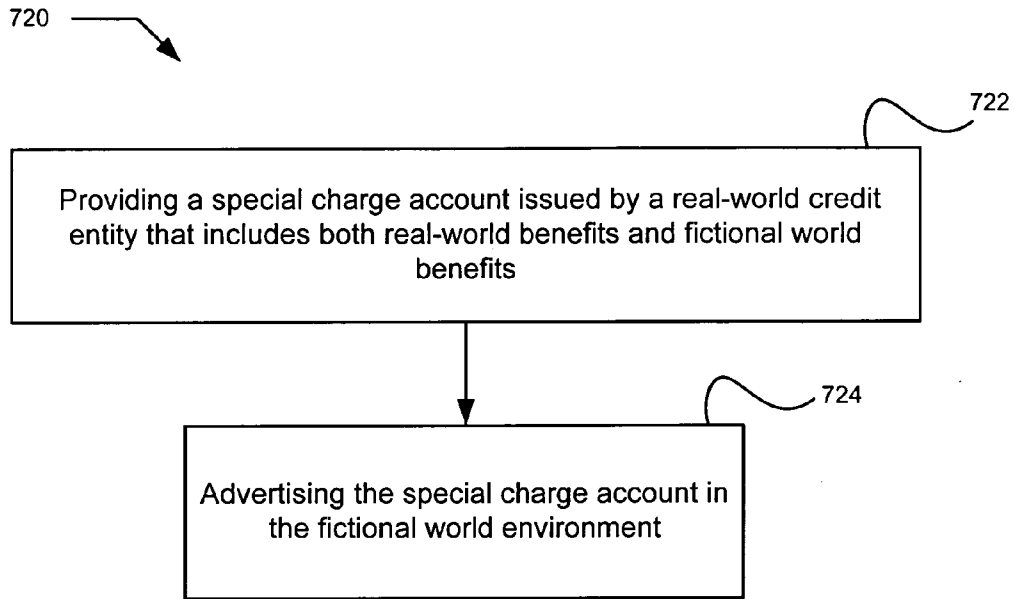 720
722
Providing a special charge account issued by a real-world credit
entity that includes both real-world benefits and fictional world
benefits
724
Advertising the special charge account in
the fictional world environment